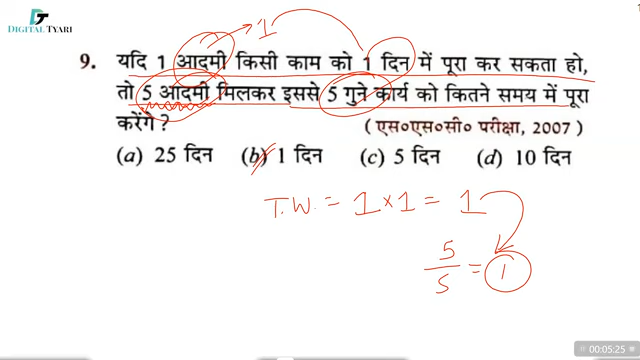 DT
DIGITAL TYARI
1
9. यदि 1 आदमी किसी काम को 1 दिन में पूरा कर सकता हो,
तो 5 आदमी मिलकर इससे 5 गुने कार्य को कितने समय में पूरा
करेंगे?
(एस०एस०सी० परीक्षा, 2007)
(a) 25 दिन (b) 1 दिन (c) 5 दिन (d) 10 दिन
T.W. = 1 × 1 = 1
5/5 = 1
00:05:25